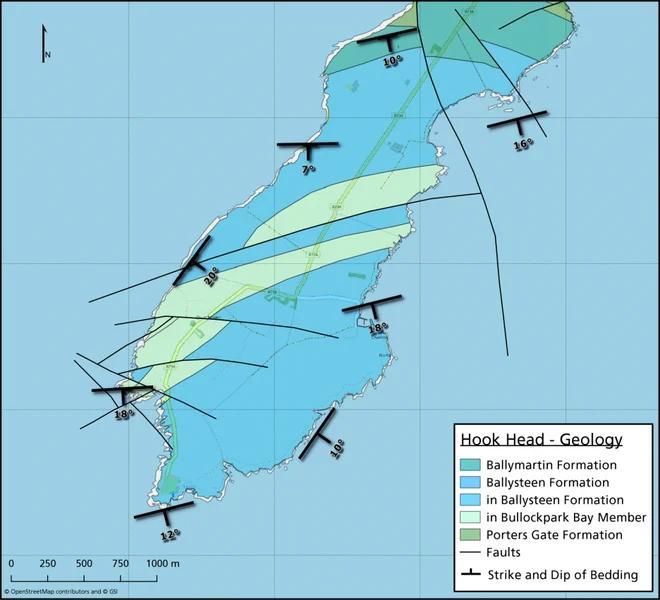 N
10°
16°
7°
20°
18°
18°
10°
12°
Hook Head - Geology
Ballymartin Formation
Ballysteen Formation
in Ballysteen Formation
in Bullockpark Bay Member
Porters Gate Formation
Faults
Strike and Dip of Bedding
0 250 500 750 1000 m
© OpenStreetMap contributors and © GSI